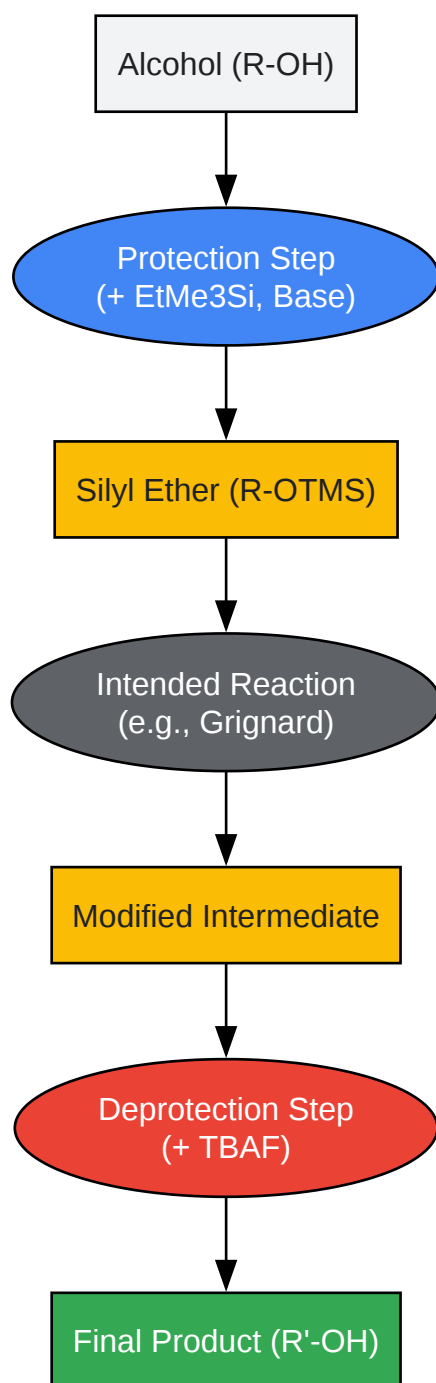 Alcohol (R-OH)
Protection Step
(+ EtMe3Si, Base)
Silyl Ether (R-OTMS)
Intended Reaction
(e.g., Grignard)
Modified Intermediate
Deprotection Step
(+ TBAF)
Final Product (R'-OH)